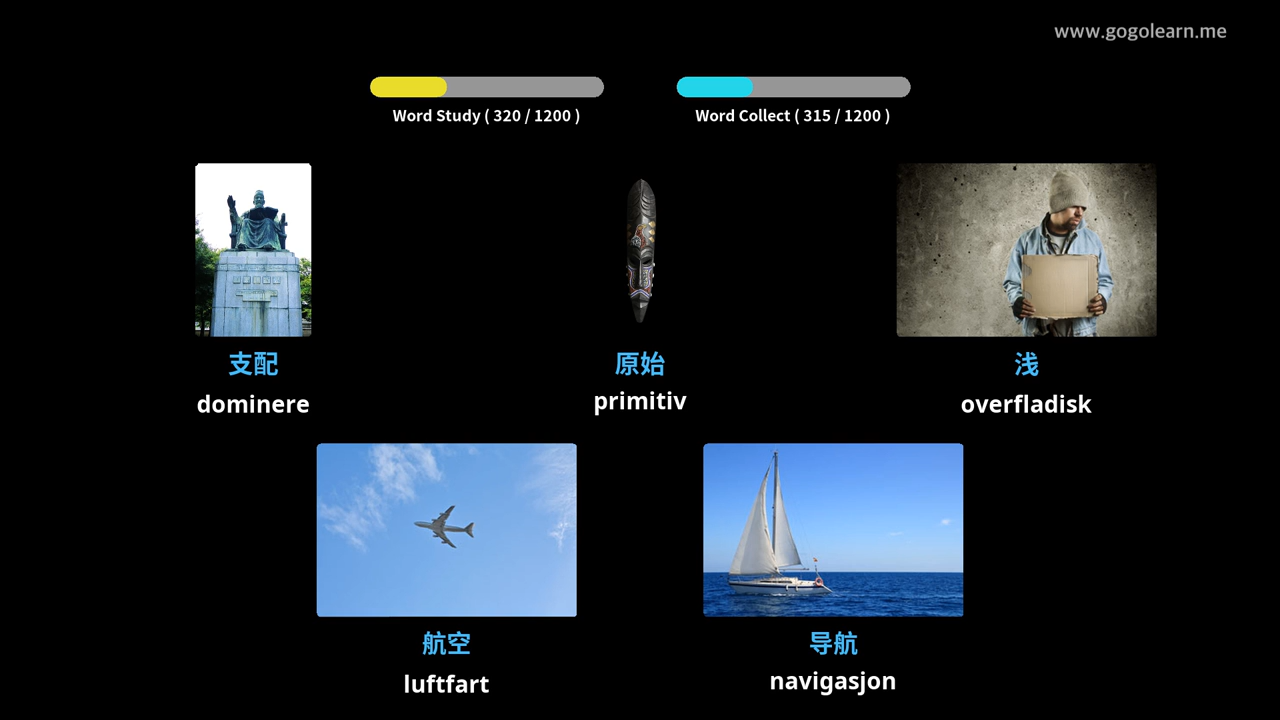 www.gogolearn.me
Word Study ( 320 / 1200 )
Word Collect ( 315 / 1200 )
支配
原始
浅
dominere
primitiv
overfladisk
航空
导航
luftfart
navigasjon